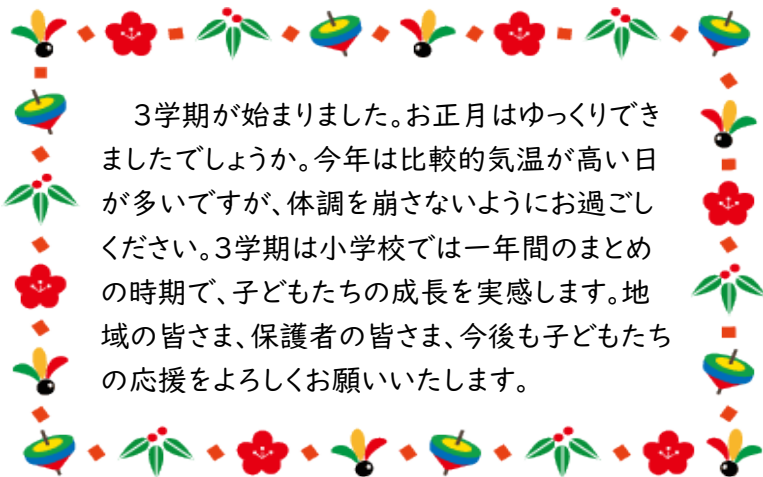 ３学期が始まりました。お正月はゆっくりでき
ましたでしょうか。今年は比較的気温が高い日
が多いですが、体調を崩さないようにお過ごし
ください。３学期は小学校では一年間のまとめ
の時期で、子どもたちの成長を実感します。地
域の皆さま、保護者の皆さま、今後も子どもたち
の応援をよろしくお願いいたします。